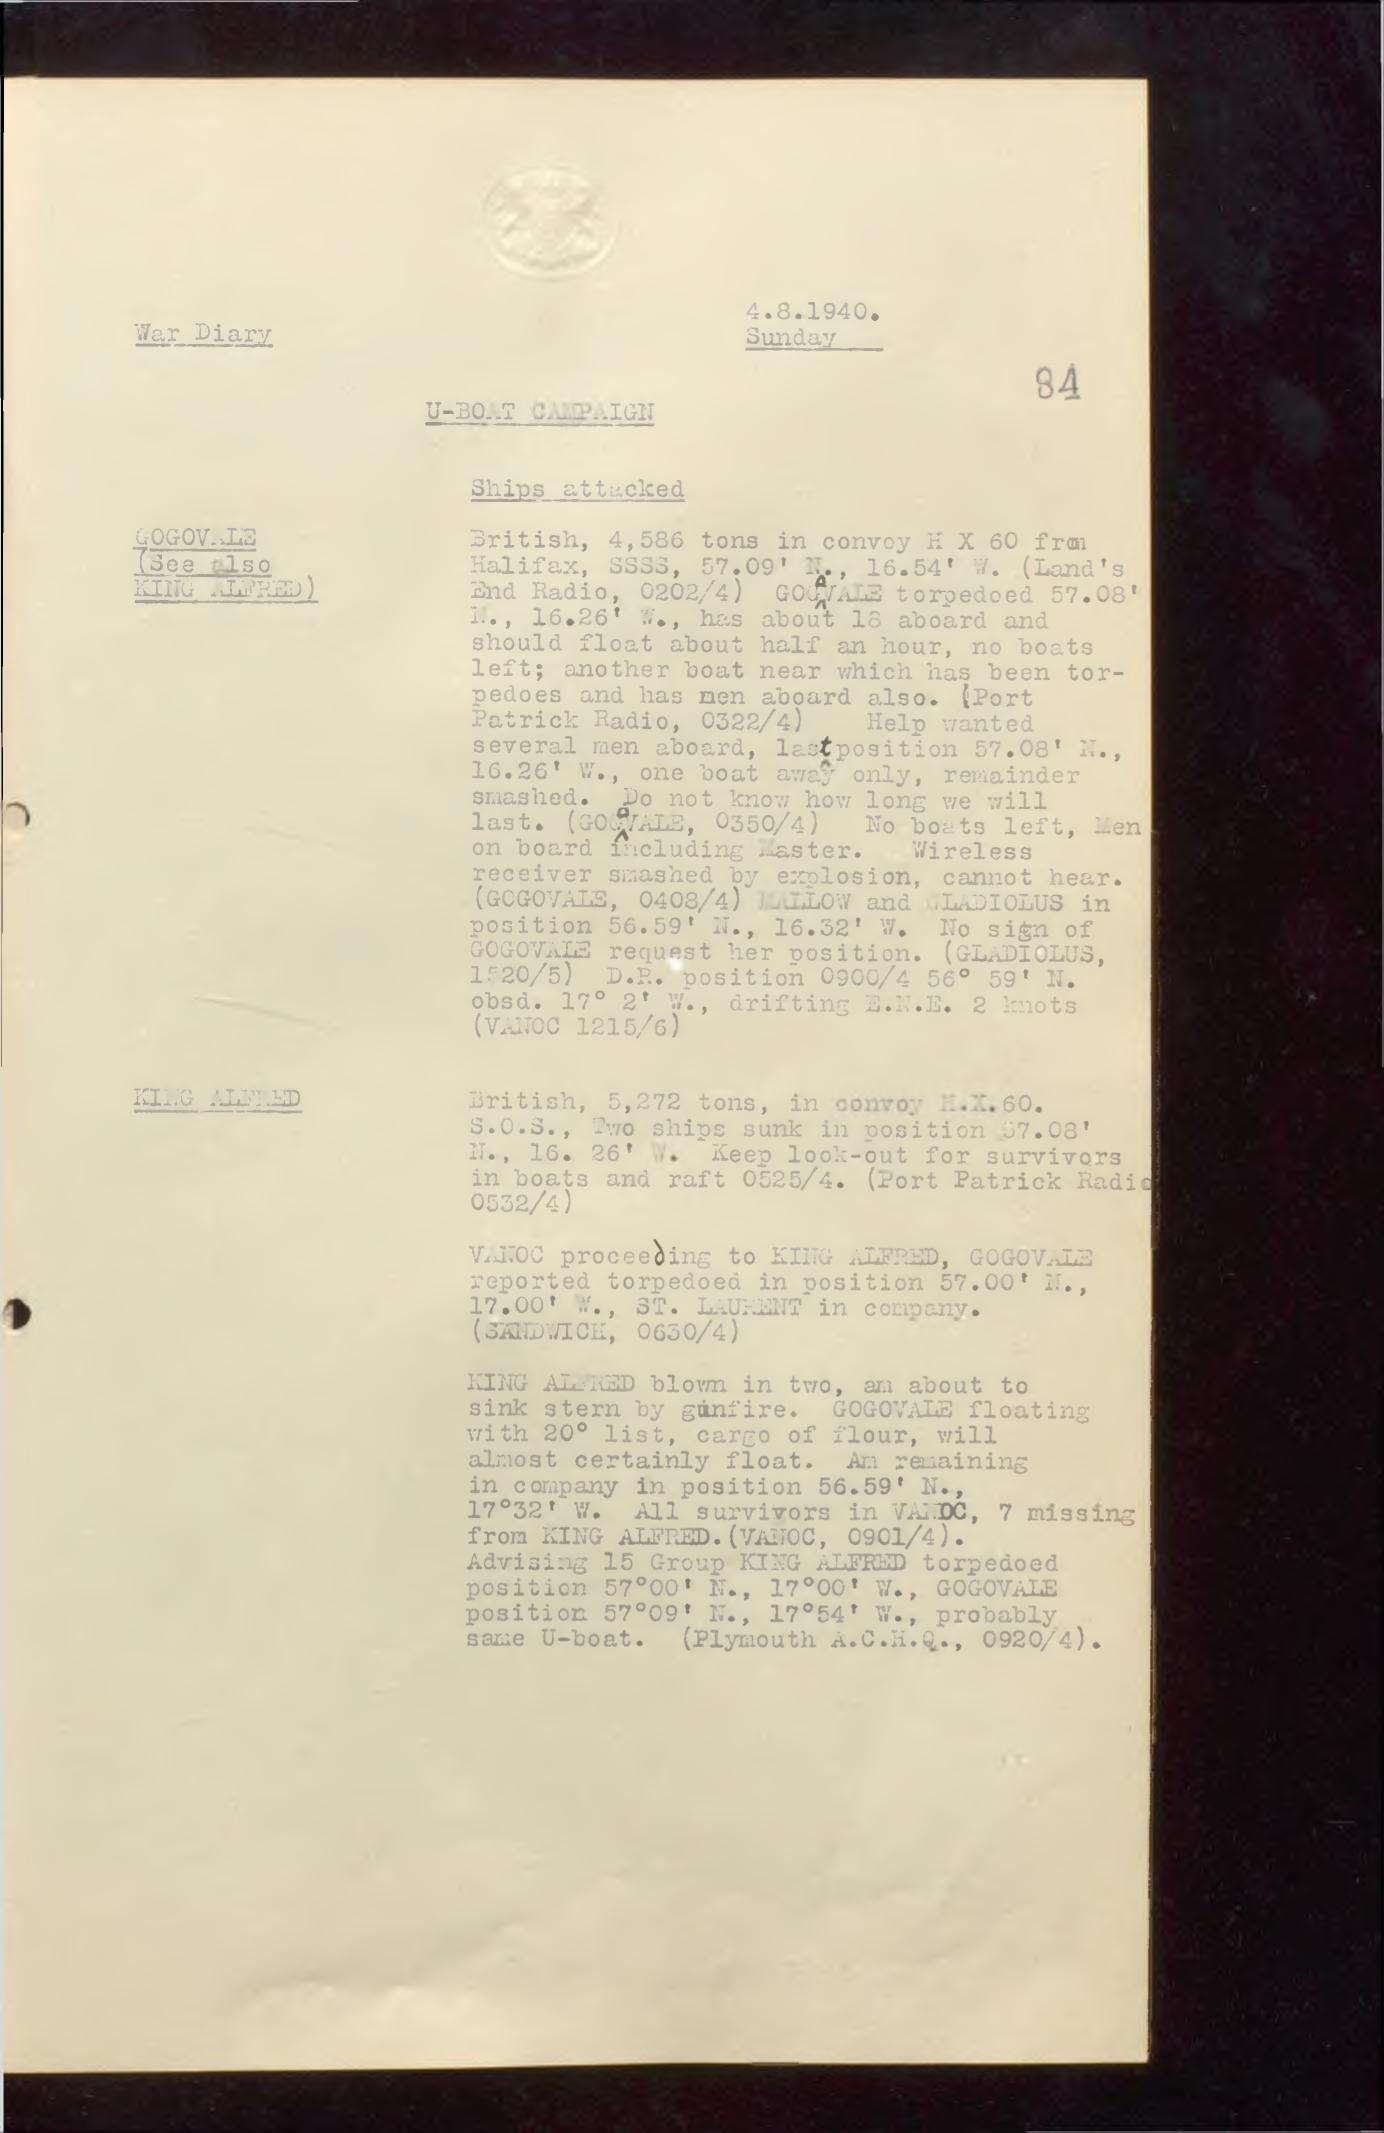 4.8.1940.
War Diary
Sunday
84
U-BOAT CAMPAIGN
Ships attacked
GOGOVALE
(See also
KING ALFRED)
British, 4,586 tons in convoy H X 60 from
Halifax, SSSS, 57.09' N., 16.54' W. (Land's
End Radio, 0202/4) GOGOVALE torpedoed 57.08'
N., 16.26' W., has about 18 aboard and
should float about half an hour, no boats
left; another boat near which has been tor-
pedoes and has men aboard also. (Port
Patrick Radio, 0322/4) Help wanted
several men aboard, last position 57.08' N.,
16.26' W., one boat away only, remainder
smashed. Do not know how long we will
last. (GOGOVALE, 0350/4) No boats left, Men
on board including Master. Wireless
receiver smashed by explosion, cannot hear.
(GOGOVALE, 0408/4) MALLOW and GLADIOLUS in
position 56.59' N., 16.32' W. No sign of
GOGOVALE request her position. (GLADIOLUS,
1520/5) D.R. position 0900/4 56° 59' N.
obsd. 17° 2' W., drifting E.N.E. 2 knots
(VANOC 1215/6)
KING ALFRED
British, 5,272 tons, in convoy H.X.60.
S.O.S., Two ships sunk in position 57.08'
N., 16. 26' W. Keep look-out for survivors
in boats and raft 0525/4. (Port Patrick Radio
0532/4)
VANOC proceeding to KING ALFRED, GOGOVALE
reported torpedoed in position 57.00' N.,
17.00' W., ST. LAURENT in company.
(SANDWICH, 0630/4)
KING ALFRED blown in two, am about to
sink stern by gunfire. GOGOVALE floating
with 20° list, cargo of flour, will
almost certainly float. Am remaining
in company in position 56.59' N.,
17°32' W. All survivors in VANOC, 7 missing
from KING ALFRED.(VANOC, 0901/4).
Advising 15 Group KING ALFRED torpedoed
position 57°00' N., 17°00' W., GOGOVALE
position 57°09' N., 17°54' W., probably
same U-boat. (Plymouth A.C.H.Q., 0920/4).